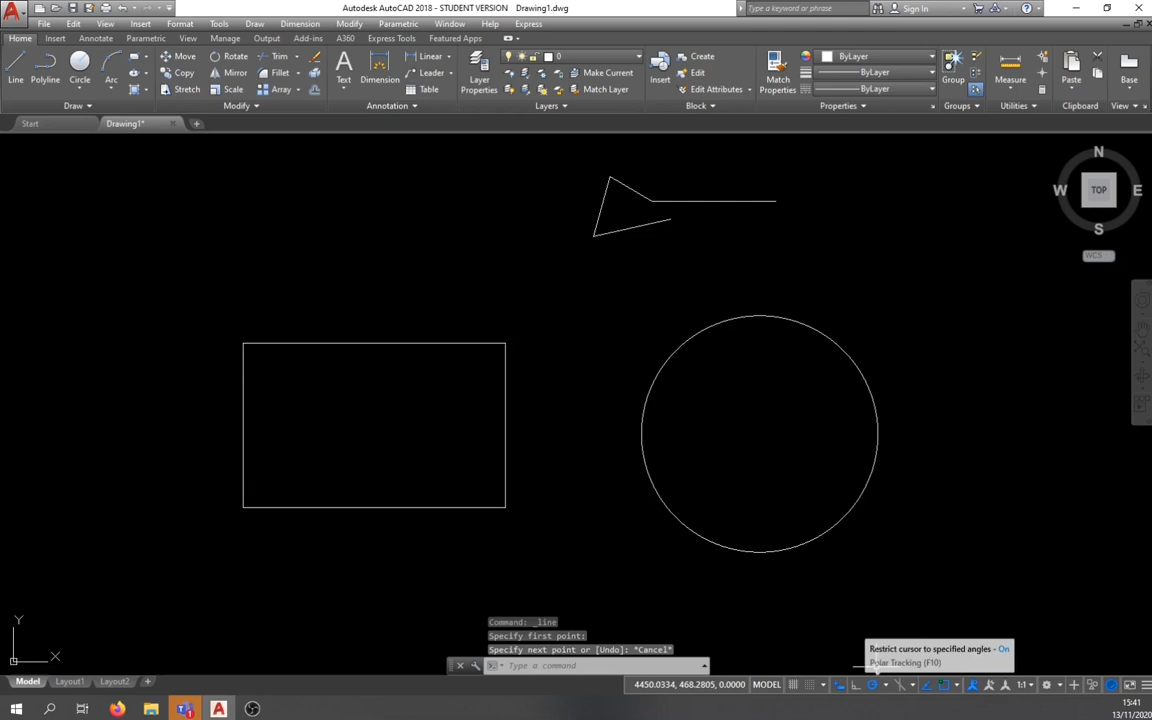 Autodesk AutoCAD 2018 - STUDENT VERSION Drawing1.dwg
Type a keyword or phrase
Sign In
File Edit View Insert Format Tools Draw Dimension Modify Parametric Window Help Express
Home Insert Annotate Parametric View Manage Output Add-ins A360 Express Tools Featured Apps
Line
Polyline
Circle
Arc
Draw
Move
Rotate
Trim
Copy
Mirror
Fillet
Stretch
Scale
Array
Modify
Text
Dimension
Linear
Leader
Table
Annotation
Layer
Properties
0
Make Current
Match Layer
Layers
Insert
Create
Edit
Edit Attributes
Block
Match
Properties
ByLayer
ByLayer
ByLayer
Properties
Group
Groups
Measure
Utilities
Paste
Clipboard
Base
View
Start
Drawing1*
N
W
TOP
E
S
WCS
Y
X
Command: _line
Specify first point:
Specify next point or [Undo]: *Cancel*
Type a command
Restrict cursor to specified angles - On
Polar Tracking (F10)
Model Layout1 Layout2
4450.0334, 468.2805, 0.0000 MODEL
1:1
15:41
13/11/2020